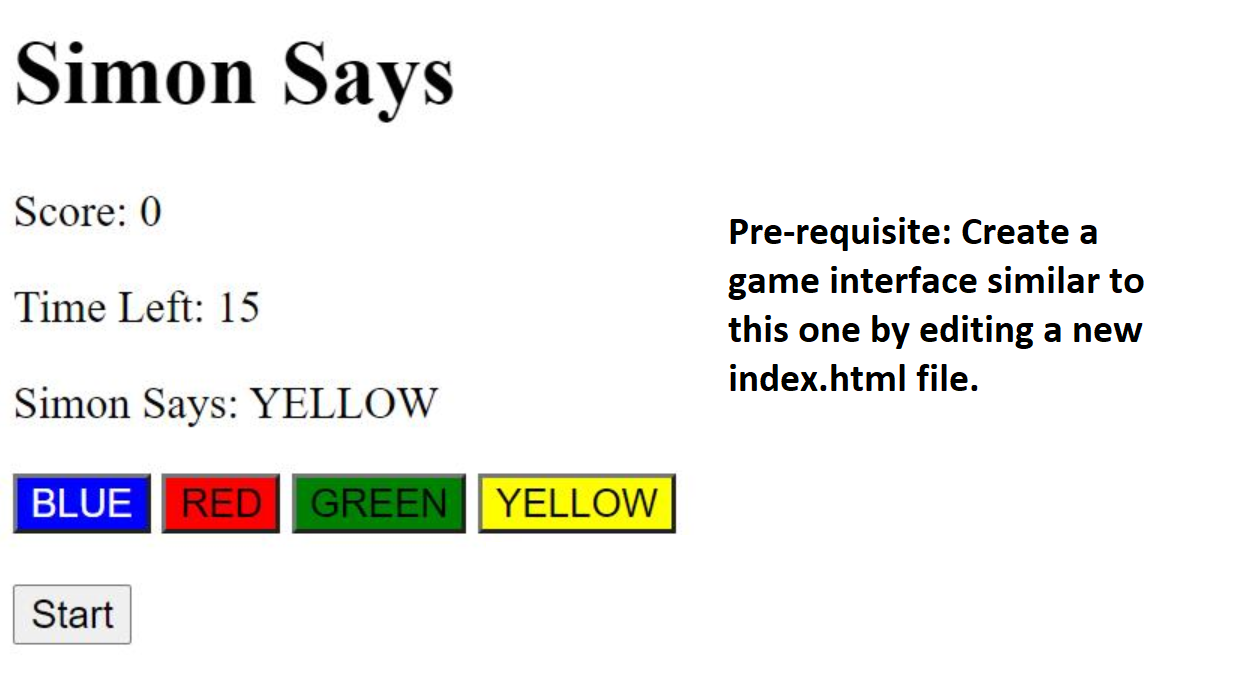 Simon Says
Score: 0
Time Left: 15
Simon Says: YELLOW
BLUE RED GREEN YELLOW
Start
Pre-requisite: Create a
game interface similar to
this one by editing a new
index.html file.